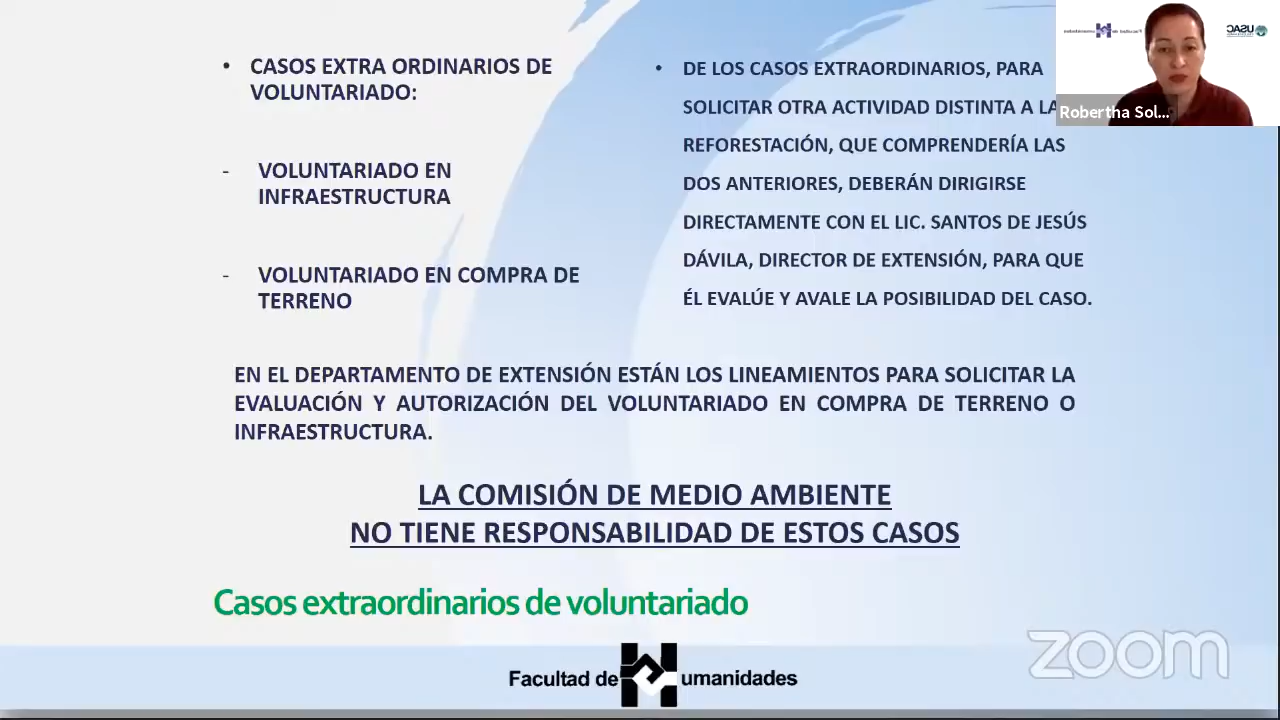 • CASOS EXTRA ORDINARIOS DE
VOLUNTARIADO:
- VOLUNTARIADO EN
INFRAESTRUCTURA
- VOLUNTARIADO EN COMPRA DE
TERRENO
• DE LOS CASOS EXTRAORDINARIOS, PARA
SOLICITAR OTRA ACTIVIDAD DISTINTA A LA
REFORESTACIÓN, QUE COMPRENDERÍA LAS
DOS ANTERIORES, DEBERÁN DIRIGIRSE
DIRECTAMENTE CON EL LIC. SANTOS DE JESÚS
DÁVILA, DIRECTOR DE EXTENSIÓN, PARA QUE
ÉL EVALÚE Y AVALE LA POSIBILIDAD DEL CASO.
EN EL DEPARTAMENTO DE EXTENSIÓN ESTÁN LOS LINEAMIENTOS PARA SOLICITAR LA
EVALUACIÓN Y AUTORIZACIÓN DEL VOLUNTARIADO EN COMPRA DE TERRENO O
INFRAESTRUCTURA.
LA COMISIÓN DE MEDIO AMBIENTE
NO TIENE RESPONSABILIDAD DE ESTOS CASOS
Casos extraordinarios de voluntariado
Facultad de Humanidades
USAC
Robertha Sol...
zoom